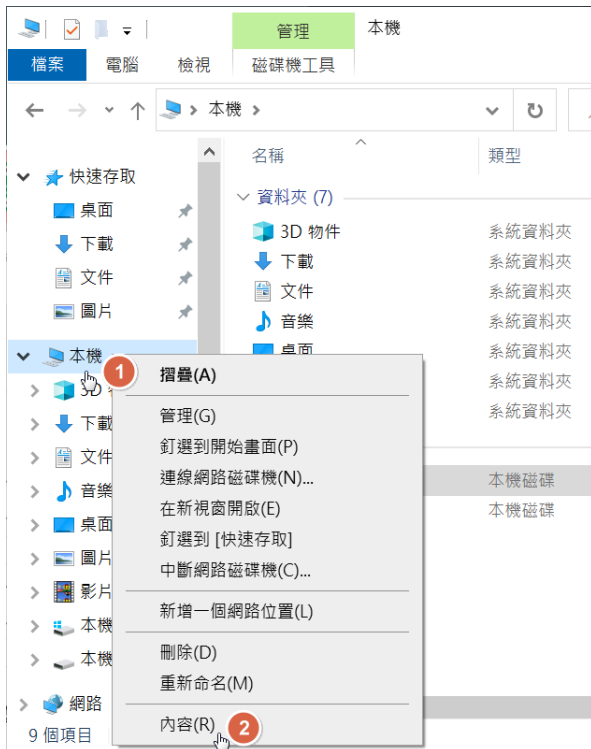 管理
本機
檔案
電腦
檢視
磁碟機工具
本機
名稱
類型
快速存取
資料夾 (7)
桌面
3D 物件
系統資料夾
下載
下載
系統資料夾
文件
文件
系統資料夾
圖片
音樂
系統資料夾
本機
桌面
系統資料夾
1
摺疊(A)
3D
系統資料夾
管理(G)
下載
系統資料夾
釘選到開始畫面(P)
文件
連線網路磁碟機(N)...
本機磁碟
音樂
在新視窗開啟(E)
本機磁碟
桌面
釘選到 [快速存取]
圖片
中斷網路磁碟機(C)...
影片
新增一個網路位置(L)
本機
刪除(D)
本機
重新命名(M)
網路
內容(R)
2
9 個項目